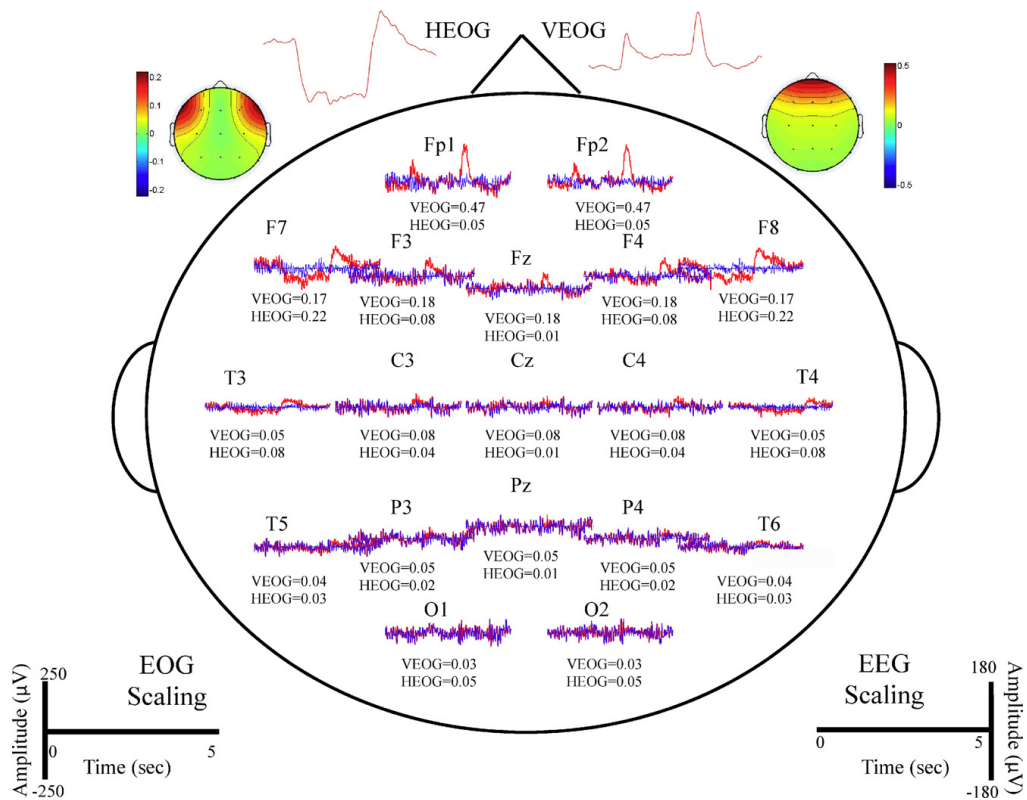 HEOG VEOG
0.2
0.1
0
-0.1
-0.2
0.5
0
-0.5
Fp1 Fp2
VEOG=0.47 VEOG=0.47
HEOG=0.05 HEOG=0.05
F7 F3 Fz F4 F8
VEOG=0.17 VEOG=0.18 VEOG=0.18 VEOG=0.18 VEOG=0.17
HEOG=0.22 HEOG=0.08 HEOG=0.01 HEOG=0.08 HEOG=0.22
T3 C3 Cz C4 T4
VEOG=0.05 VEOG=0.08 VEOG=0.08 VEOG=0.08 VEOG=0.05
HEOG=0.08 HEOG=0.04 HEOG=0.01 HEOG=0.04 HEOG=0.08
T5 P3 Pz P4 T6
VEOG=0.04 VEOG=0.05 VEOG=0.05 VEOG=0.05 VEOG=0.04
HEOG=0.03 HEOG=0.02 HEOG=0.01 HEOG=0.02 HEOG=0.03
O1 O2
VEOG=0.03 VEOG=0.03
HEOG=0.05 HEOG=0.05
EOG
Scaling
Amplitude (µV)
250
-250
0 5
Time (sec)
EEG
Scaling
180
-180
Amplitude (µV)
0 5
Time (sec)